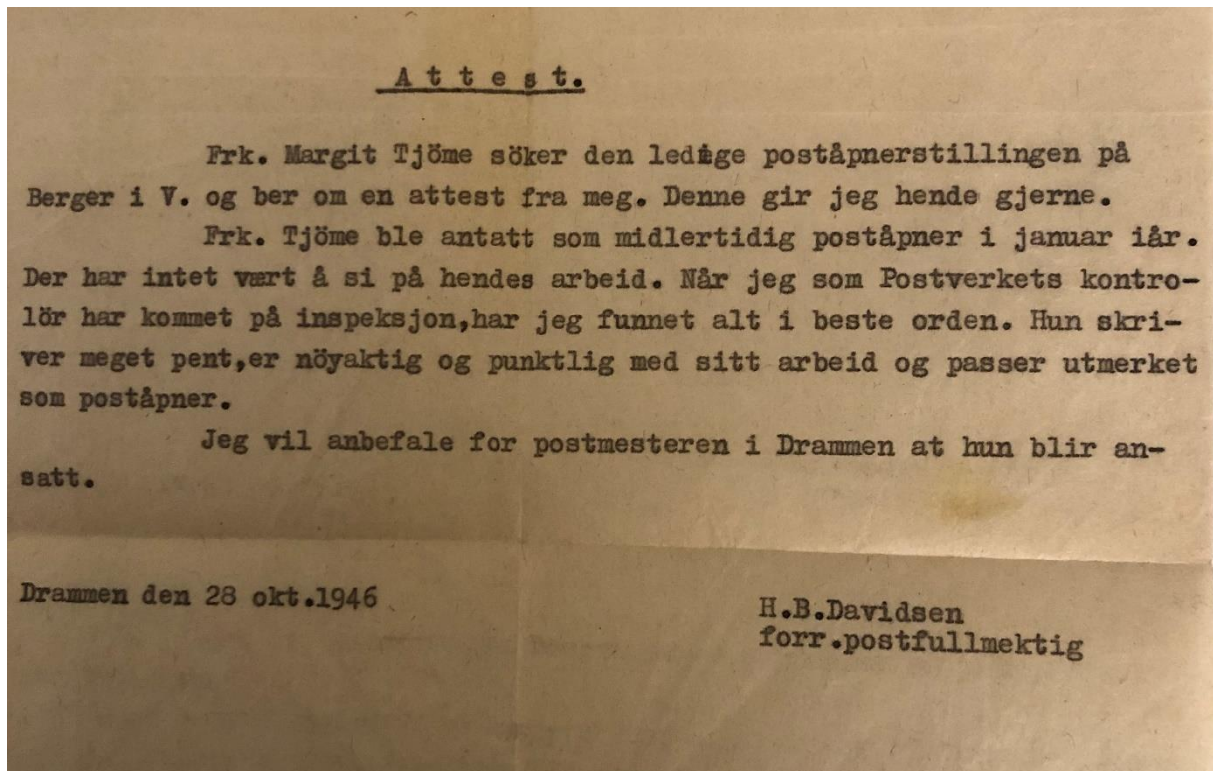 Attest.
Frk. Margit Tjöme söker den ledige poståpnerstillingen på
Berger i V. og ber om en attest fra meg. Denne gir jeg hende gjerne.
Frk. Tjöme ble antatt som midlertidig poståpner i januar iår.
Der har intet vært å si på hendes arbeid. Når jeg som Postverkets kontro-
lör har kommet på inspeksjon,har jeg funnet alt i beste orden. Hun skri-
ver meget pent,er nöyaktig og punktlig med sitt arbeid og passer utmerket
som poståpner.
Jeg vil anbefale for postmesteren i Drammen at hun blir an-
satt.
Drammen den 28 okt.1946
H.B.Davidsen
forr.postfullmektig